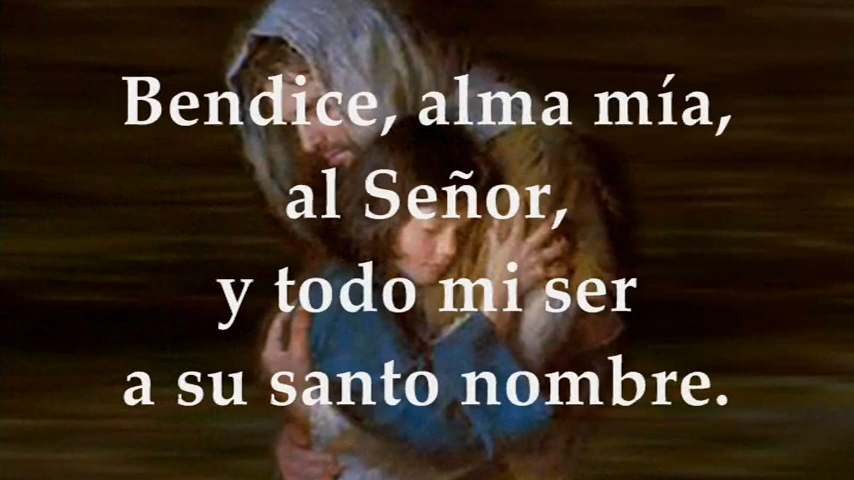 Bendice, alma mía,
al Señor,
y todo mi ser
a su santo nombre.